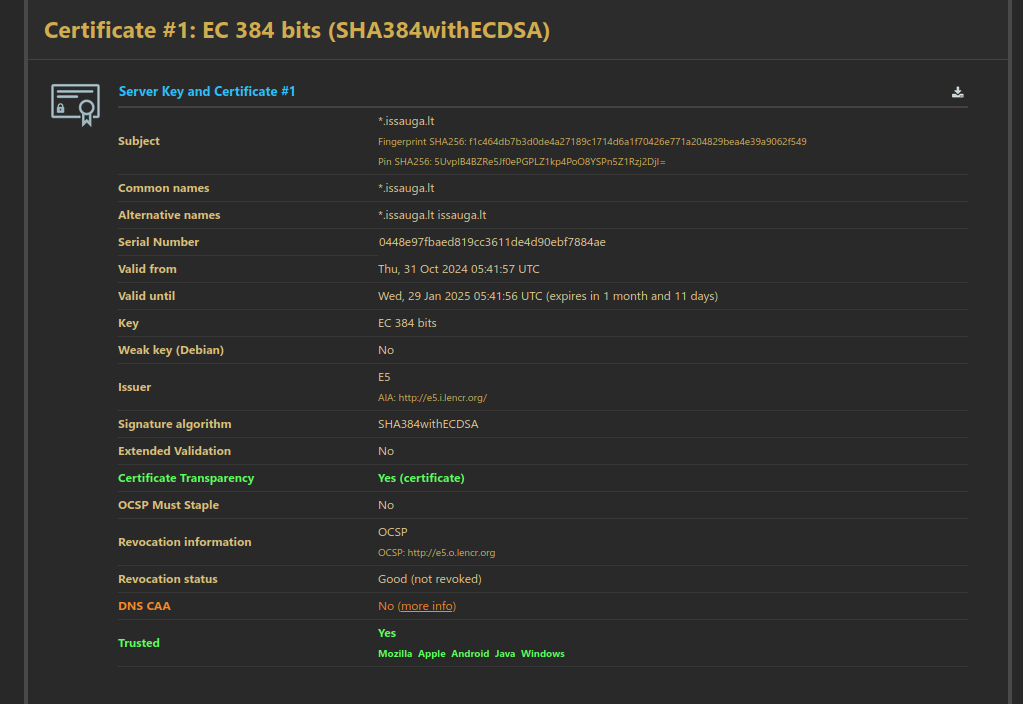 Certificate #1: EC 384 bits (SHA384withECDSA)
Server Key and Certificate #1
Subject
*.issauga.lt
Fingerprint SHA256: f1c464db7b3d0de4a27189c1714d6a1f70426e771a204829bea4e39a9062f549
Pin SHA256: 5UvpIB4BZRe5Jf0ePGPLZ1kp4PoO8YSPn5Z1Rzj2DjI=
Common names *.issauga.lt
Alternative names *.issauga.lt issauga.lt
Serial Number 0448e97fbaed819cc3611de4d90ebf7884ae
Valid from Thu, 31 Oct 2024 05:41:57 UTC
Valid until Wed, 29 Jan 2025 05:41:56 UTC (expires in 1 month and 11 days)
Key EC 384 bits
Weak key (Debian) No
Issuer
E5
AIA: http://e5.i.lencr.org/
Signature algorithm SHA384withECDSA
Extended Validation No
Certificate Transparency Yes (certificate)
OCSP Must Staple No
Revocation information
OCSP
OCSP: http://e5.o.lencr.org
Revocation status Good (not revoked)
DNS CAA No (more info)
Trusted
Yes
Mozilla Apple Android Java Windows